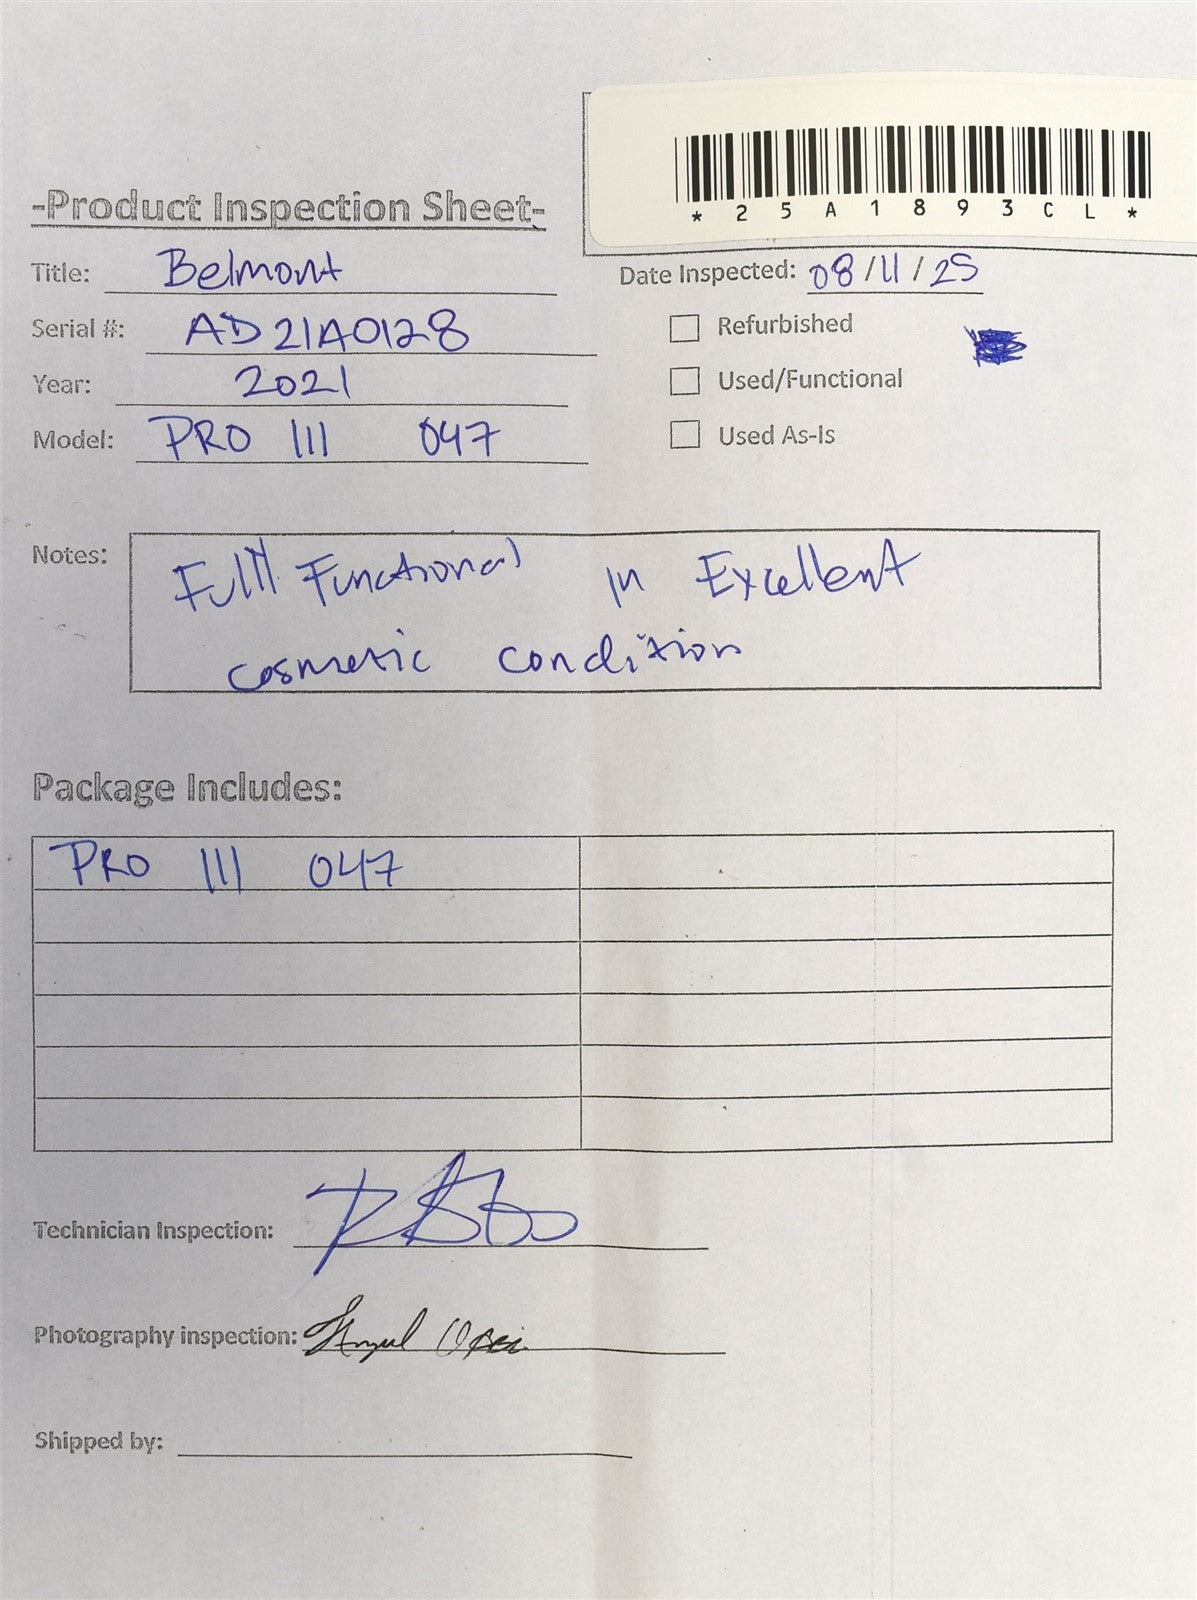 *25A1893CL*
-Product Inspection Sheet-
Title: Belmont
Date Inspected: 08/11/25
Serial #: AD21A0128
Refurbished
Year: 2021
Used/Functional
Model: PRO III 047
Used As-Is
Notes: Full Functional in Excellent
cosmetic condition
Package Includes:
PRO III 047
Technician Inspection:
Photography inspection:
Shipped by: